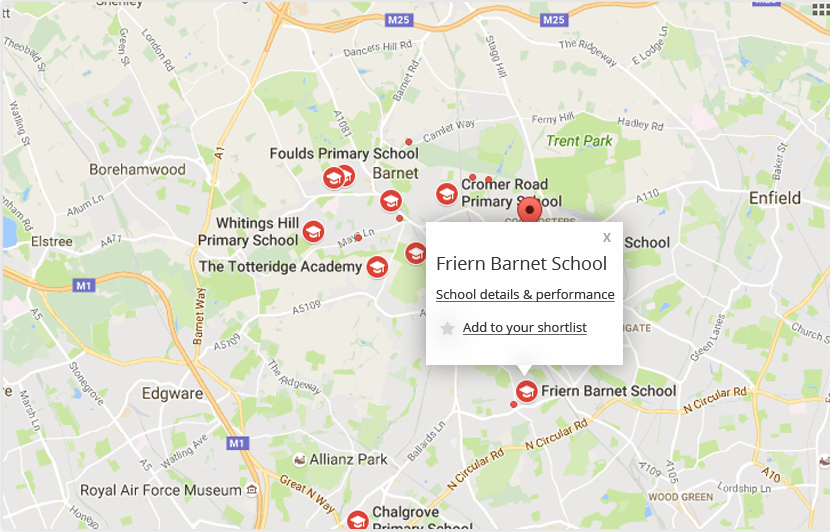 Shenley
M25
M25
Theobald St
Green St
London Rd
Dancets Hill Rd
Stagg Hill
The Ridgeway
E Lodge Ln
Barnet Rd
Watling St
A1081
Camlet Way
Ferny Hill
Hadley Rd
Trent Park
A1
Baker St
Foulds Primary School
Barnet
Borehamwood
Cromer Road
Primary School
A110
Enfield
Allum Ln
Whitings Hill
Primary School
Mays Ln
School
Elstree
A411
The Totteridge Academy
X
Friern Barnet School
School details & performance
Add to your shortlist
M1
Barnet Way
A5109
A5109
Green Lanes
Church S
The Ridgeway
Stonegrove
Edgware
Friern Barnet School
Marsh Ln
N Circular Rd
N Circular Rd
N Circular Rd
Ballards Ln
M1
Watling Ave
A5
Allianz Park
A109
A105
A10
Great N Way
Royal Air Force Museum
Lordship Ln
WOOD GREEN
Honey
Chalgrove
Primary School